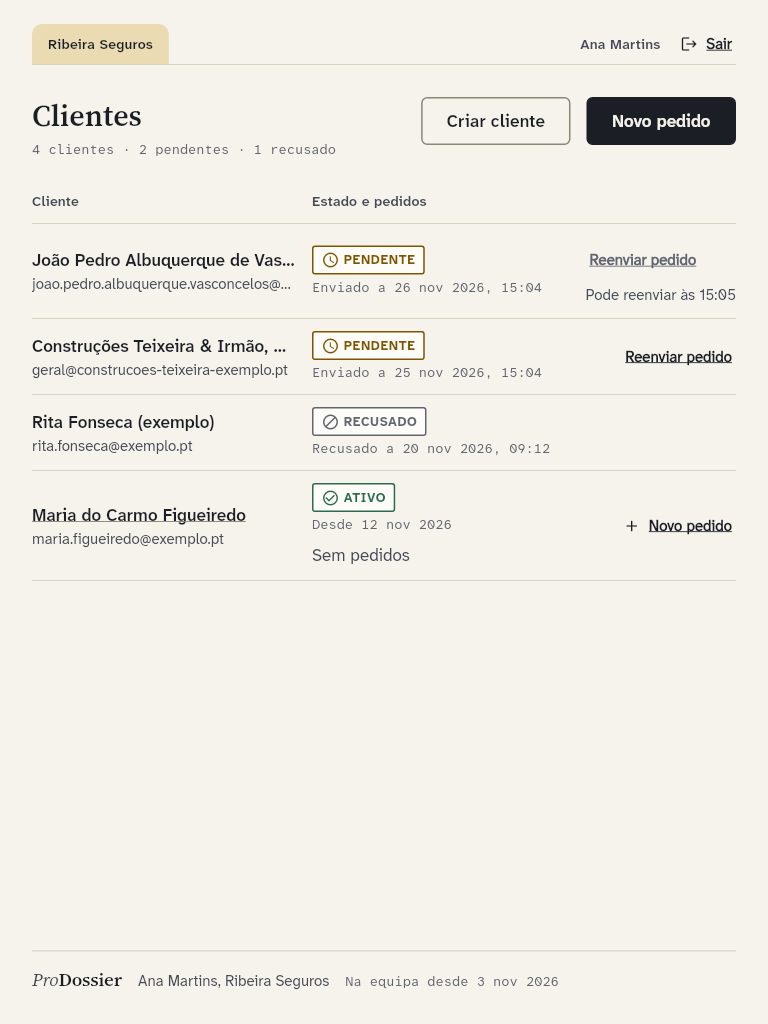 Ribeira Seguros
Ana Martins
Sair
Clientes
4 clientes · 2 pendentes · 1 recusado
Criar cliente
Novo pedido
Cliente
Estado e pedidos
João Pedro Albuquerque de Vas...
joao.pedro.albuquerque.vasconcelos@...
PENDENTE
Enviado a 26 nov 2026, 15:04
Reenviar pedido
Pode reenviar às 15:05
Construções Teixeira & Irmão, ...
geral@construcoes-teixeira-exemplo.pt
PENDENTE
Enviado a 25 nov 2026, 15:04
Reenviar pedido
Rita Fonseca (exemplo)
rita.fonseca@exemplo.pt
RECUSADO
Recusado a 20 nov 2026, 09:12
Maria do Carmo Figueiredo
maria.figueiredo@exemplo.pt
ATIVO
Desde 12 nov 2026
Sem pedidos
+ Novo pedido
ProDossier
Ana Martins, Ribeira Seguros
Na equipa desde 3 nov 2026